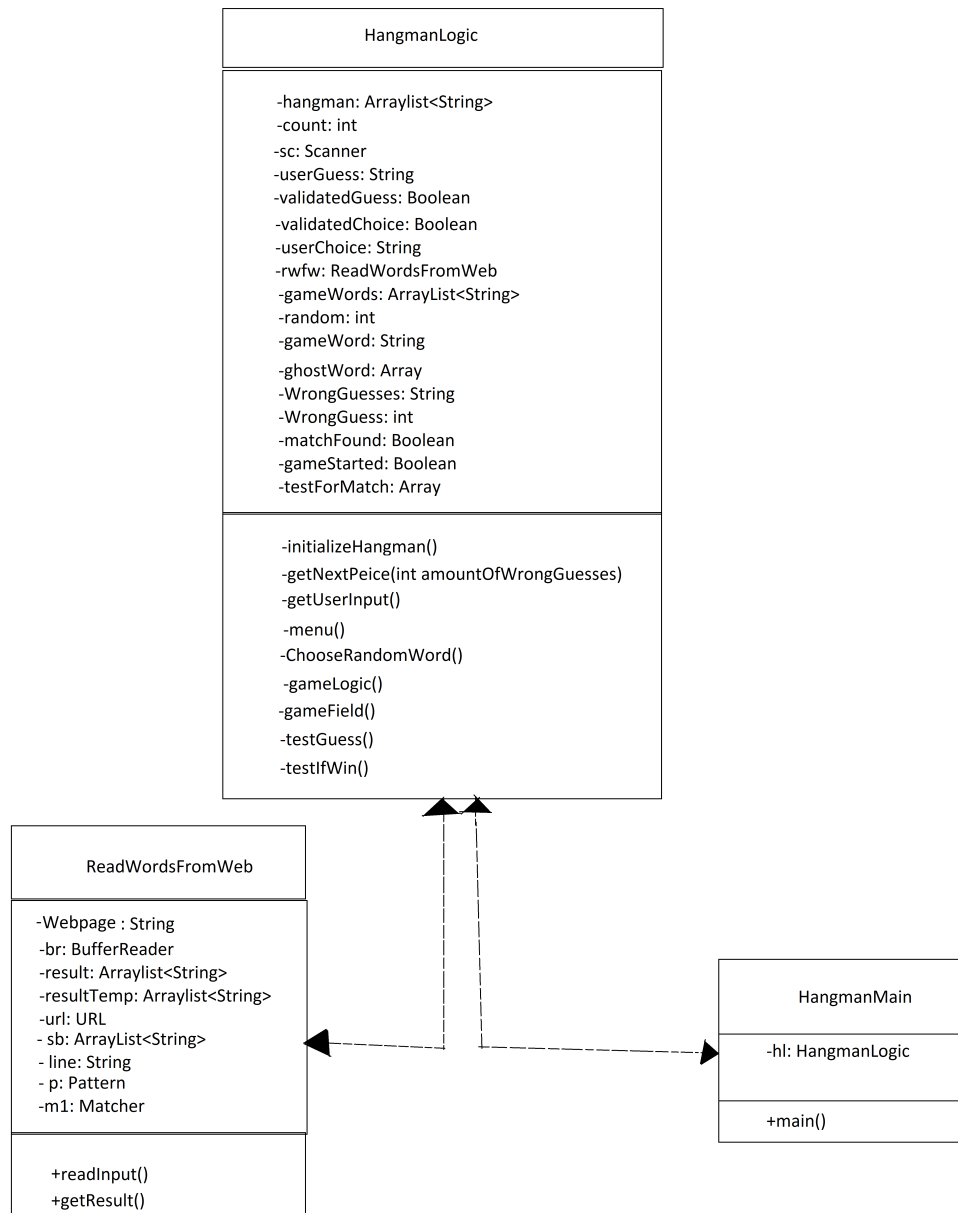 HangmanLogic
-hangman: Arraylist<String>
-count: int
-sc: Scanner
-userGuess: String
-validatedGuess: Boolean
-validatedChoice: Boolean
-userChoice: String
-rwfw: ReadWordsFromWeb
-gameWords: ArrayList<String>
-random: int
-gameWord: String
-ghostWord: Array
-WrongGuesses: String
-WrongGuess: int
-matchFound: Boolean
-gameStarted: Boolean
-testForMatch: Array
-initializeHangman()
-getNextPeice(int amountOfWrongGuesses)
-getUserInput()
-menu()
-ChooseRandomWord()
-gameLogic()
-gameField()
-testGuess()
-testIfWin()
ReadWordsFromWeb
-Webpage : String
-br: BufferReader
-result: Arraylist<String>
-resultTemp: Arraylist<String>
-url: URL
- sb: ArrayList<String>
- line: String
- p: Pattern
-m1: Matcher
+readInput()
+getResult()
HangmanMain
-hl: HangmanLogic
+main()